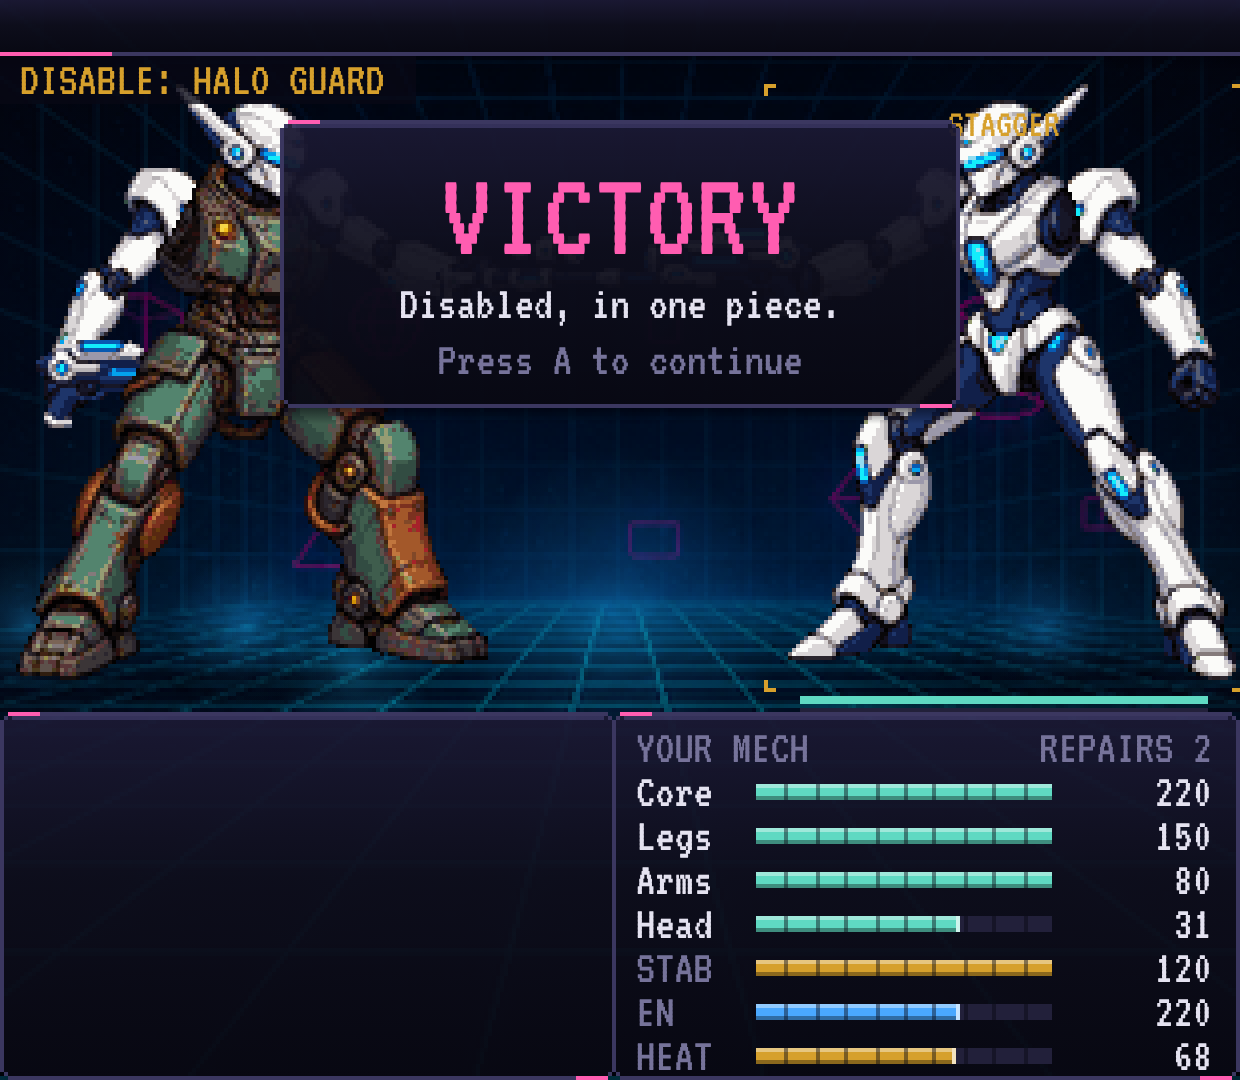 DISABLE: HALO GUARD
STAGGER
VICTORY
Disabled, in one piece.
Press A to continue
YOUR MECH REPAIRS 2
Core 220
Legs 150
Arms 80
Head 31
STAB 120
EN 220
HEAT 68